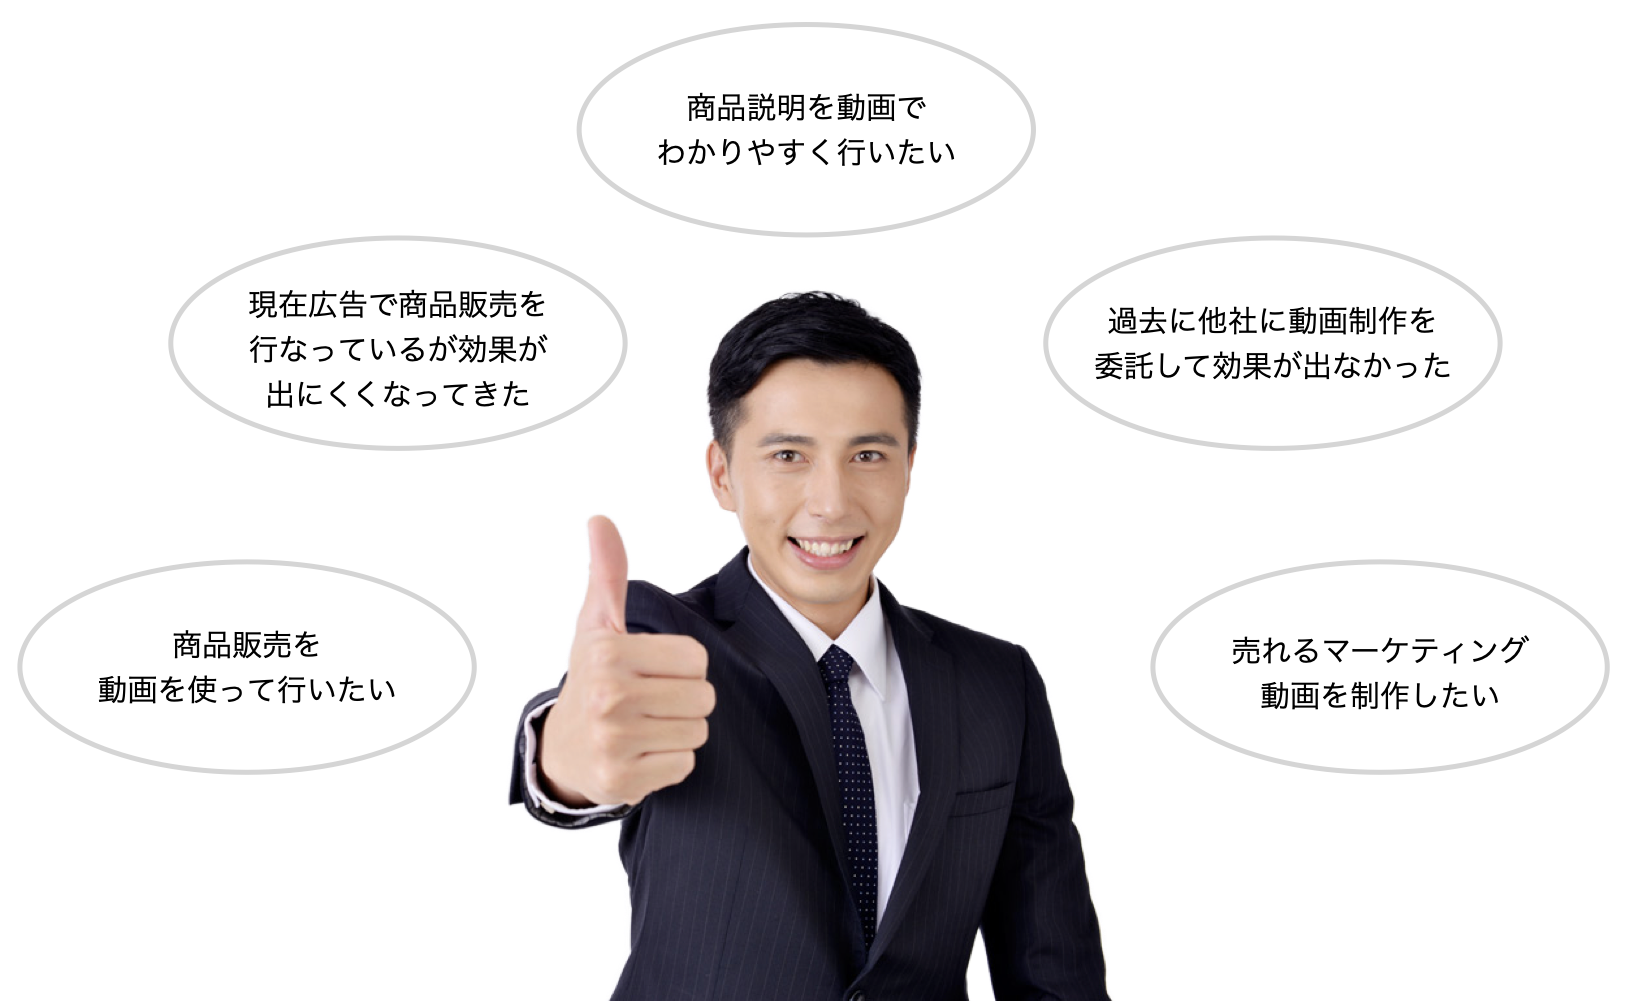 商品説明を動画で
わかりやすく行いたい
現在広告で商品販売を
行なっているが効果が
出にくくなってきた
過去に他社に動画制作を
委託して効果が出なかった
商品販売を
動画を使って行いたい
売れるマーケティング
動画を制作したい